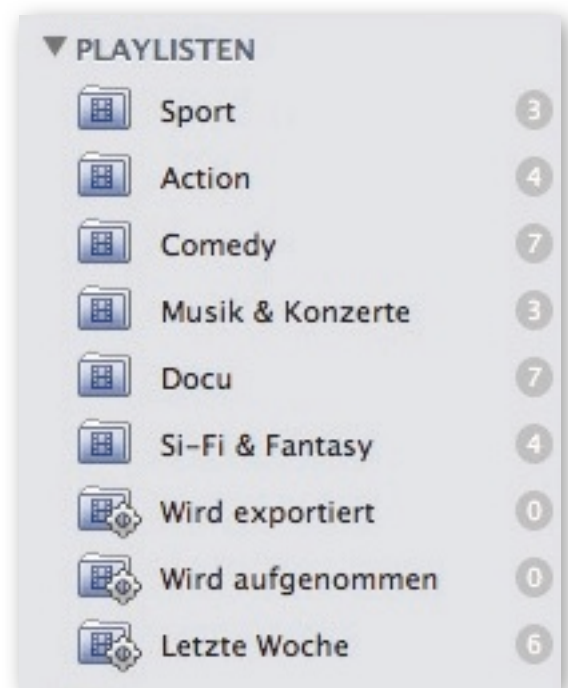 PLAYLISTEN
Sport 3
Action 4
Comedy 7
Musik & Konzerte 3
Docu 7
Si-Fi & Fantasy 4
Wird exportiert 0
Wird aufgenommen 0
Letzte Woche 6